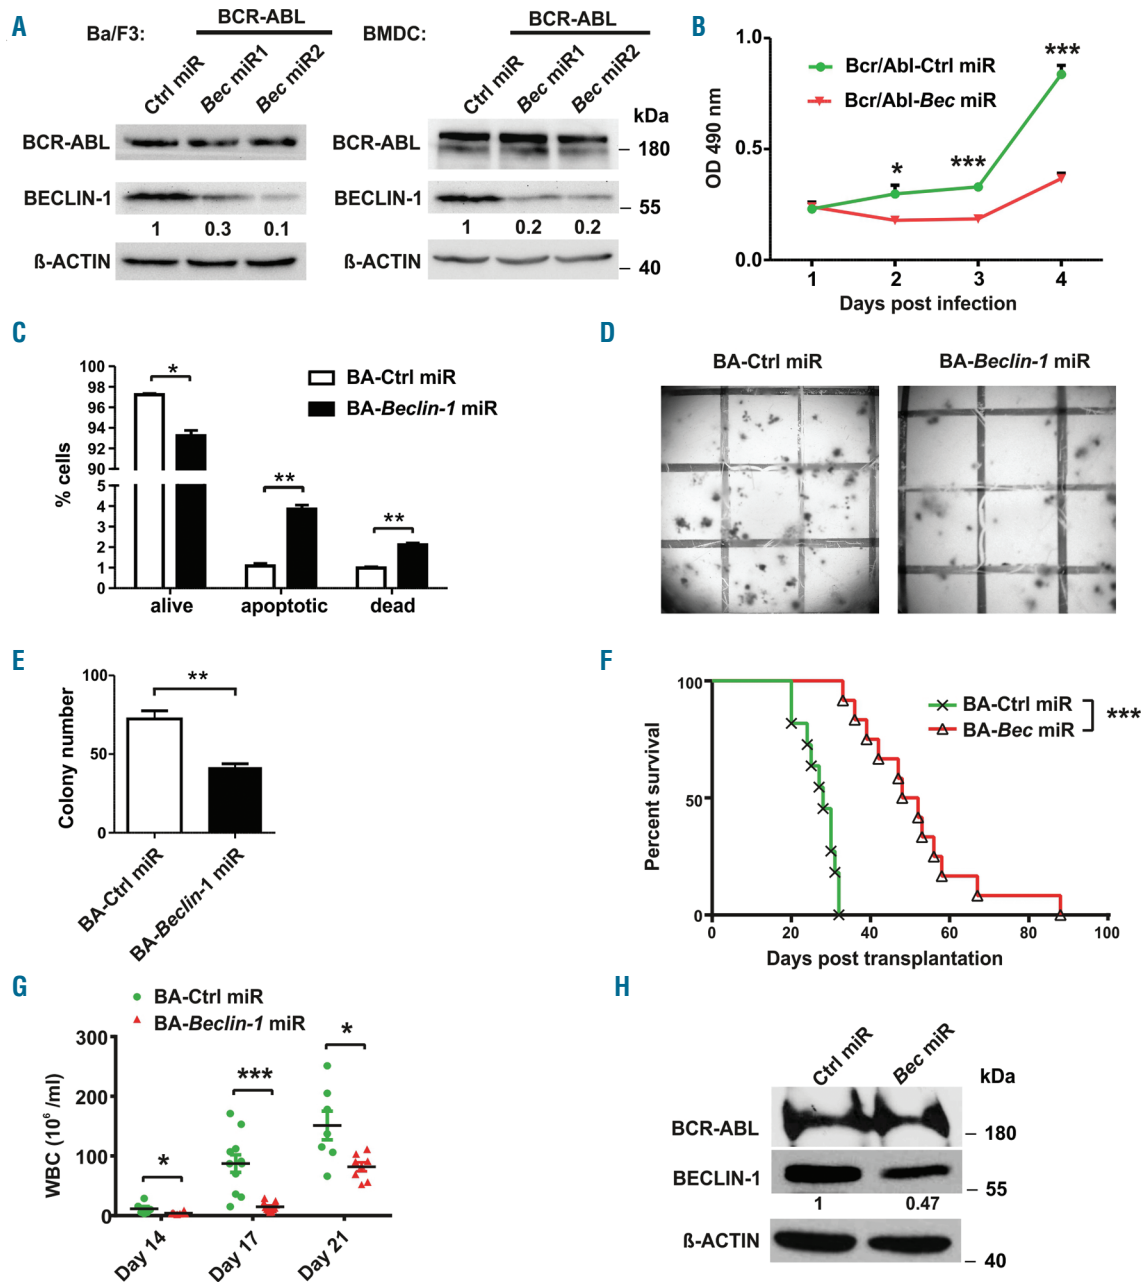 A
Ba/F3:
BCR-ABL
Ctrl miR
Bec miR1
Bec miR2
BMDC:
BCR-ABL
Ctrl miR
Bec miR1
Bec miR2
kDa
BCR-ABL
BCR-ABL
– 180
BECLIN-1
BECLIN-1
– 55
1 0.3 0.1
1 0.2 0.2
ß-ACTIN
ß-ACTIN
– 40
B
OD 490 nm
1.0
0.5
0.0
Bcr/Abl-Ctrl miR
Bcr/Abl-Bec miR
* *** ***
1 2 3 4
Days post infection
C
% cells
100
98
96
94
92
90
5
4
3
2
1
0
BA-Ctrl miR
BA-Beclin-1 miR
* ** **
alive apoptotic dead
D
BA-Ctrl miR
BA-Beclin-1 miR
E
Colony number
100
50
0
**
BA-Ctrl miR
BA-Beclin-1 miR
F
Percent survival
100
50
0
BA-Ctrl miR
BA-Bec miR
***
0 20 40 60 80 100
Days post transplantation
G
BA-Ctrl miR
BA-Beclin-1 miR
WBC (10⁶ /ml)
300
200
100
0
* *** *
Day 14
Day 17
Day 21
H
Ctrl miR
Bec miR
kDa
BCR-ABL
– 180
BECLIN-1
– 55
1 0.47
ß-ACTIN
– 40